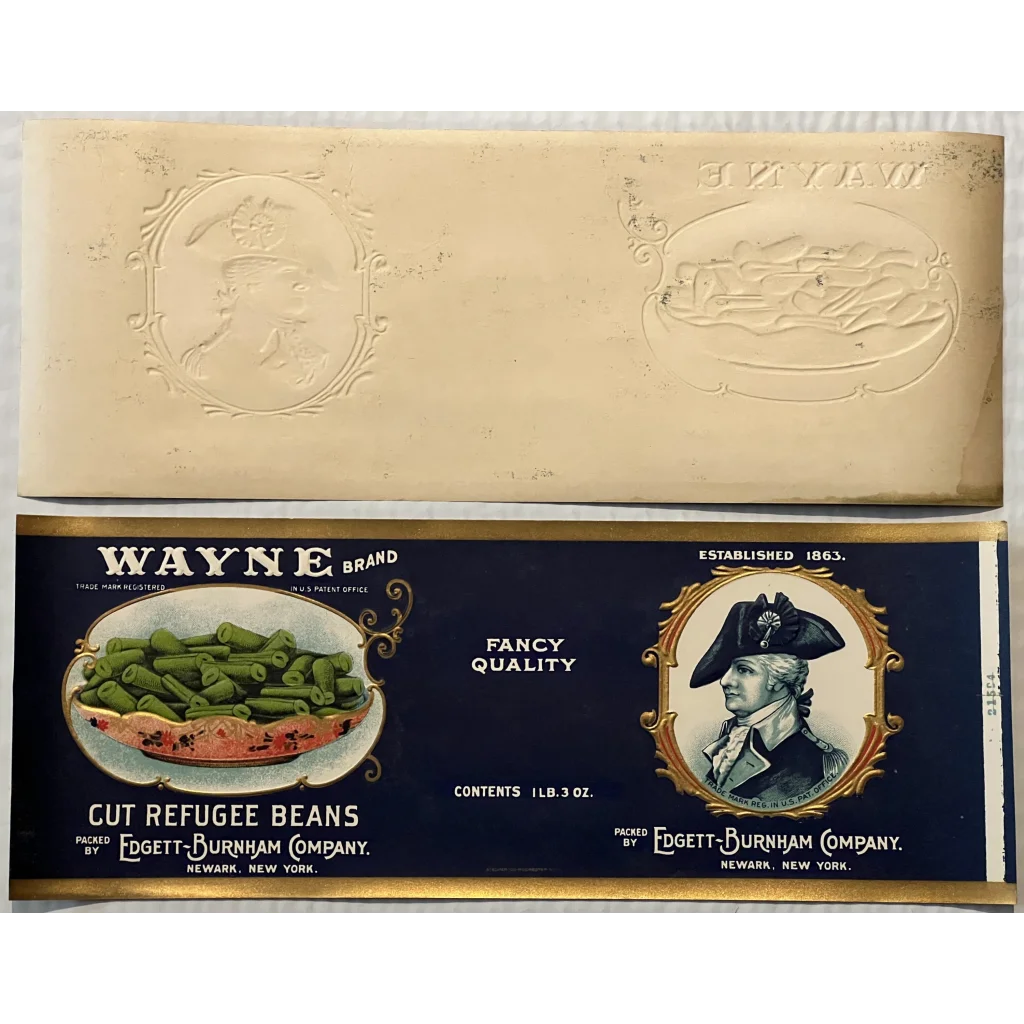 WAYNE
WAYNE BRAND
TRADE MARK REGISTERED IN U.S. PATENT OFFICE
CUT REFUGEE BEANS
PACKED BY EDGETT-BURNHAM COMPANY.
NEWARK, NEW YORK.
FANCY
QUALITY
CONTENTS 1 LB. 3 OZ.
ESTABLISHED 1863.
TRADE MARK REG. IN U.S. PAT. OFFICE
PACKED BY EDGETT-BURNHAM COMPANY.
NEWARK, NEW YORK.